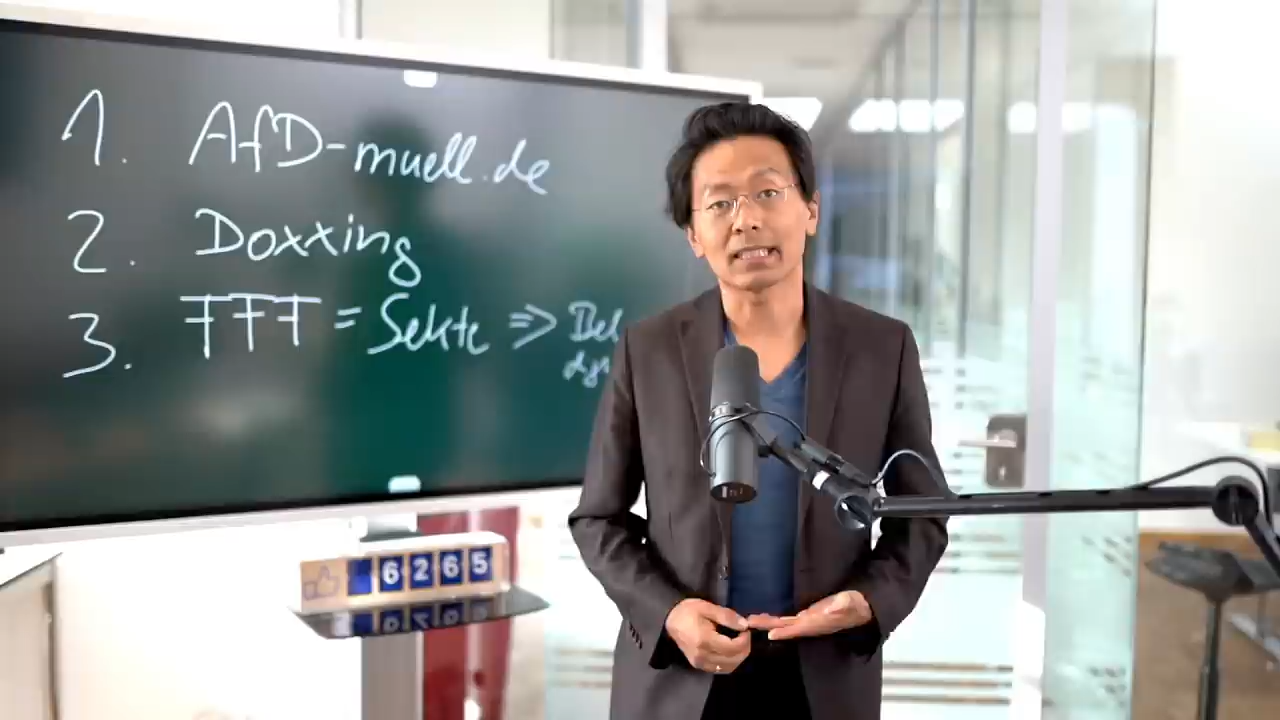 1. AfD-muell.de
2. Doxxing
3. FFF = Sekte =>
6265